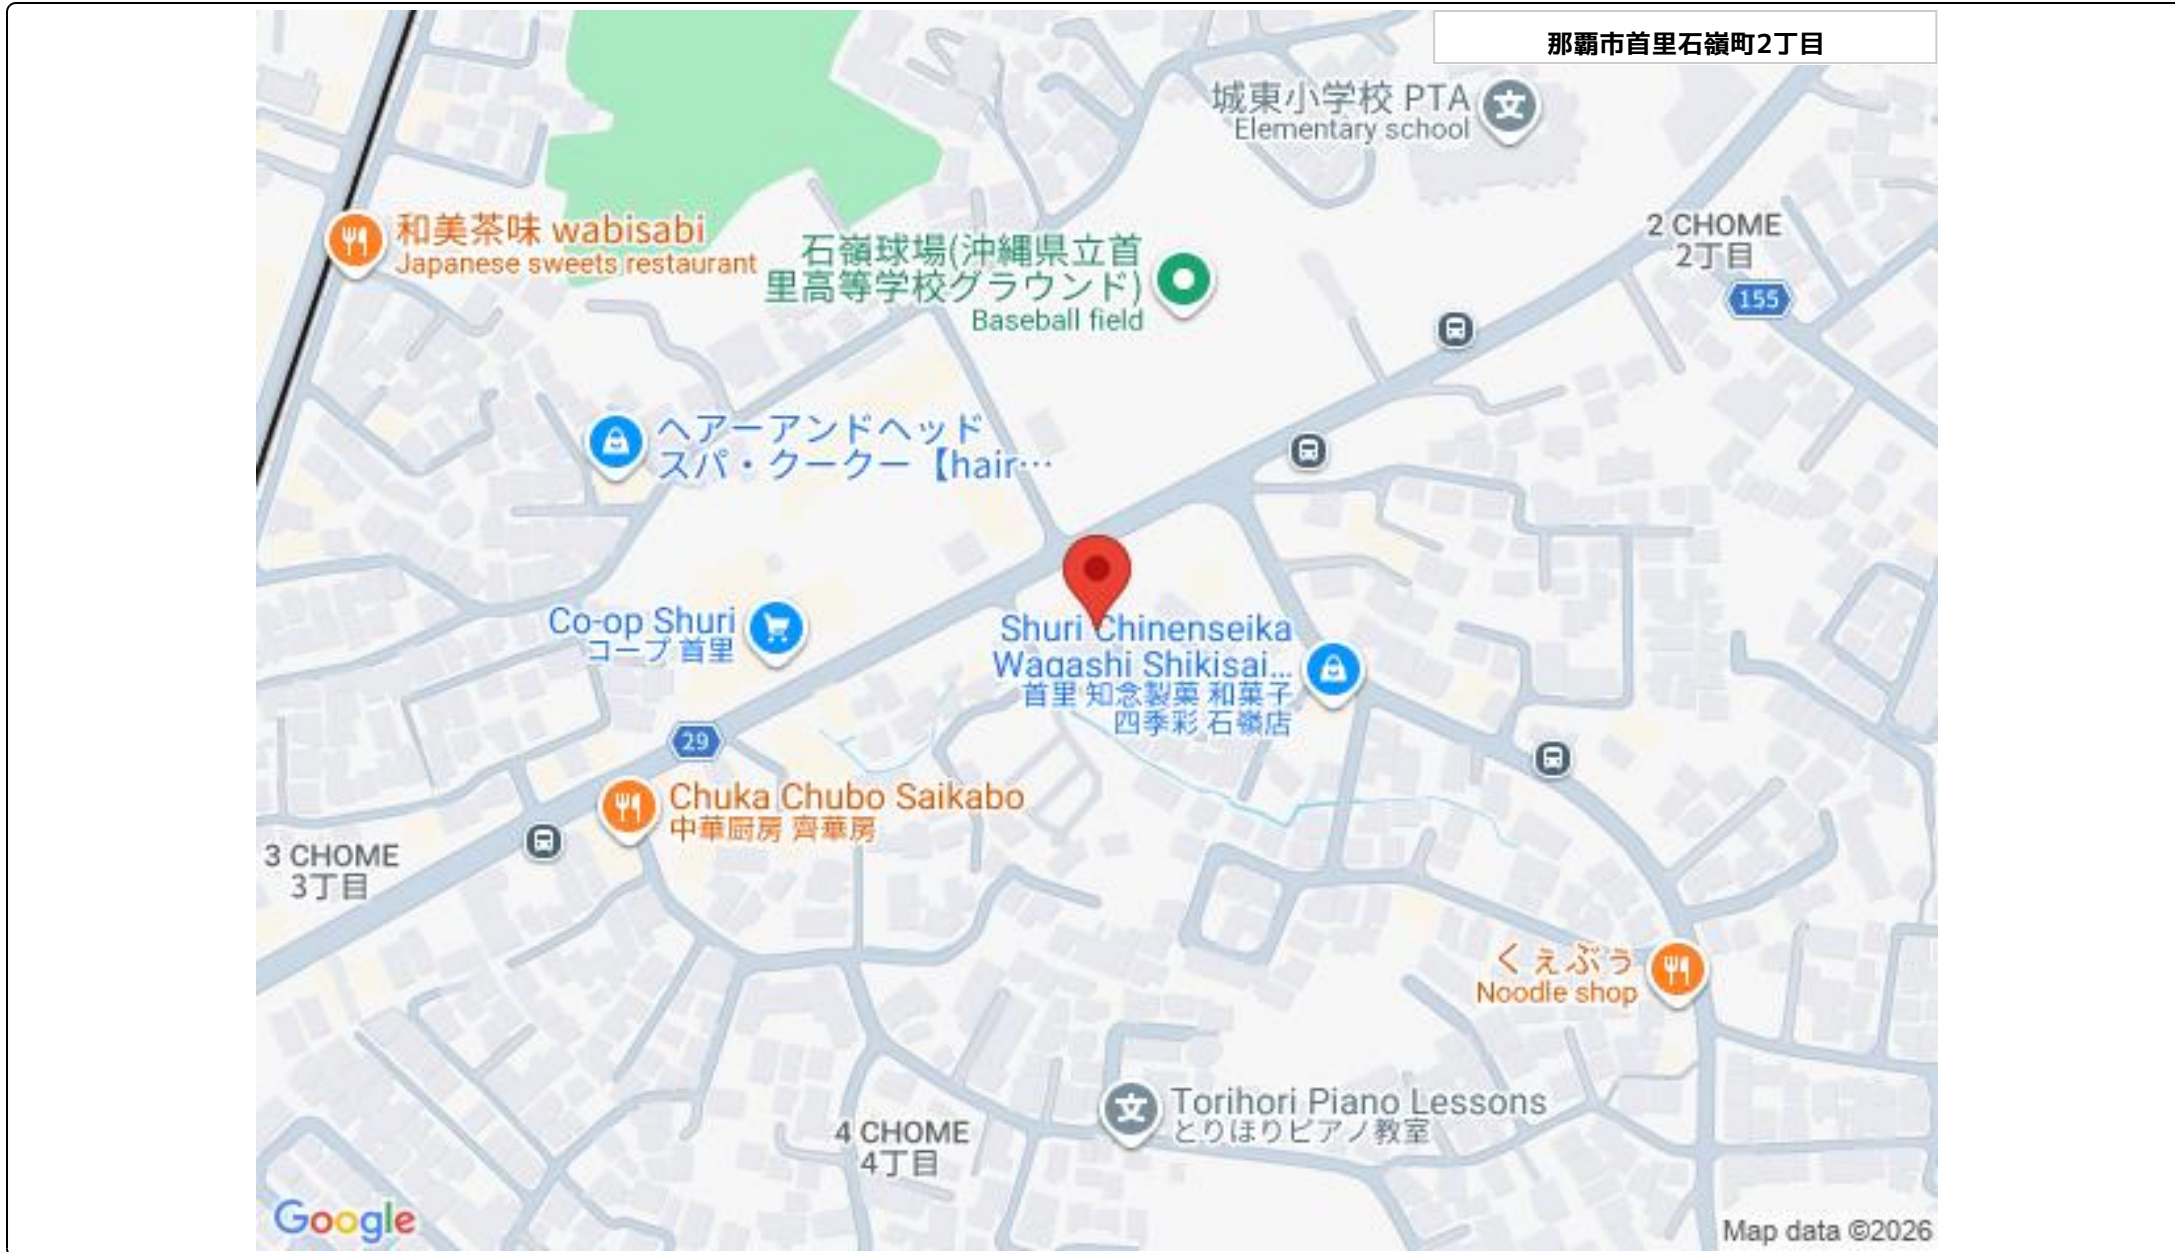 那覇市首里石嶺町2丁目
城東小学校 PTA
Elementary school
2 CHOME
2丁目
和美茶味 wabisabi
Japanese sweets restaurant
石嶺球場(沖縄県立首
里高等学校グラウンド)
Baseball field
155
ヘアーアンドヘッド
スパ・クークー【hair…
Co-op Shuri
コープ 首里
Shuri Chinenseika
Wagashi Shikisai...
首里 知念製菓 和菓子
四季彩 石嶺店
29
Chuka Chubo Saikabo
中華厨房 齊華房
3 CHOME
3丁目
くぇぶぅ
Noodle shop
Torihori Piano Lessons
とりほりピアノ教室
4 CHOME
4丁目
Google
Map data ©2026